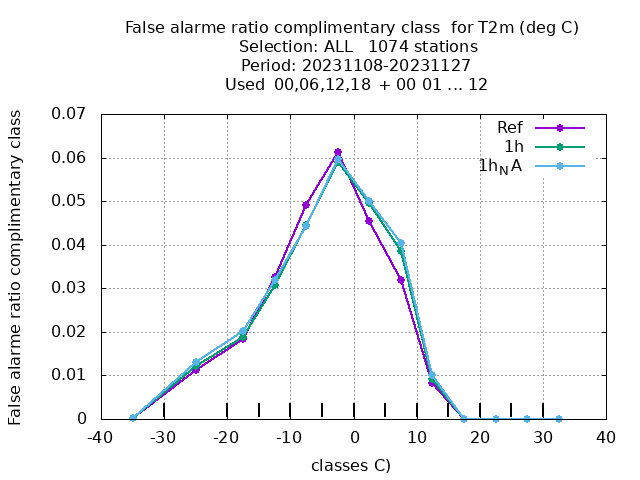 False alarme ratio complimentary class for T2m (deg C)
Selection: ALL 1074 stations
Period: 20231108-20231127
Used 00,06,12,18 + 00 01 ... 12
False alarme ratio complimentary class
0.07
0.06
0.05
0.04
0.03
0.02
0.01
0
Ref
1h
1h_N A
-40 -30 -20 -10 0 10 20 30 40
classes C)